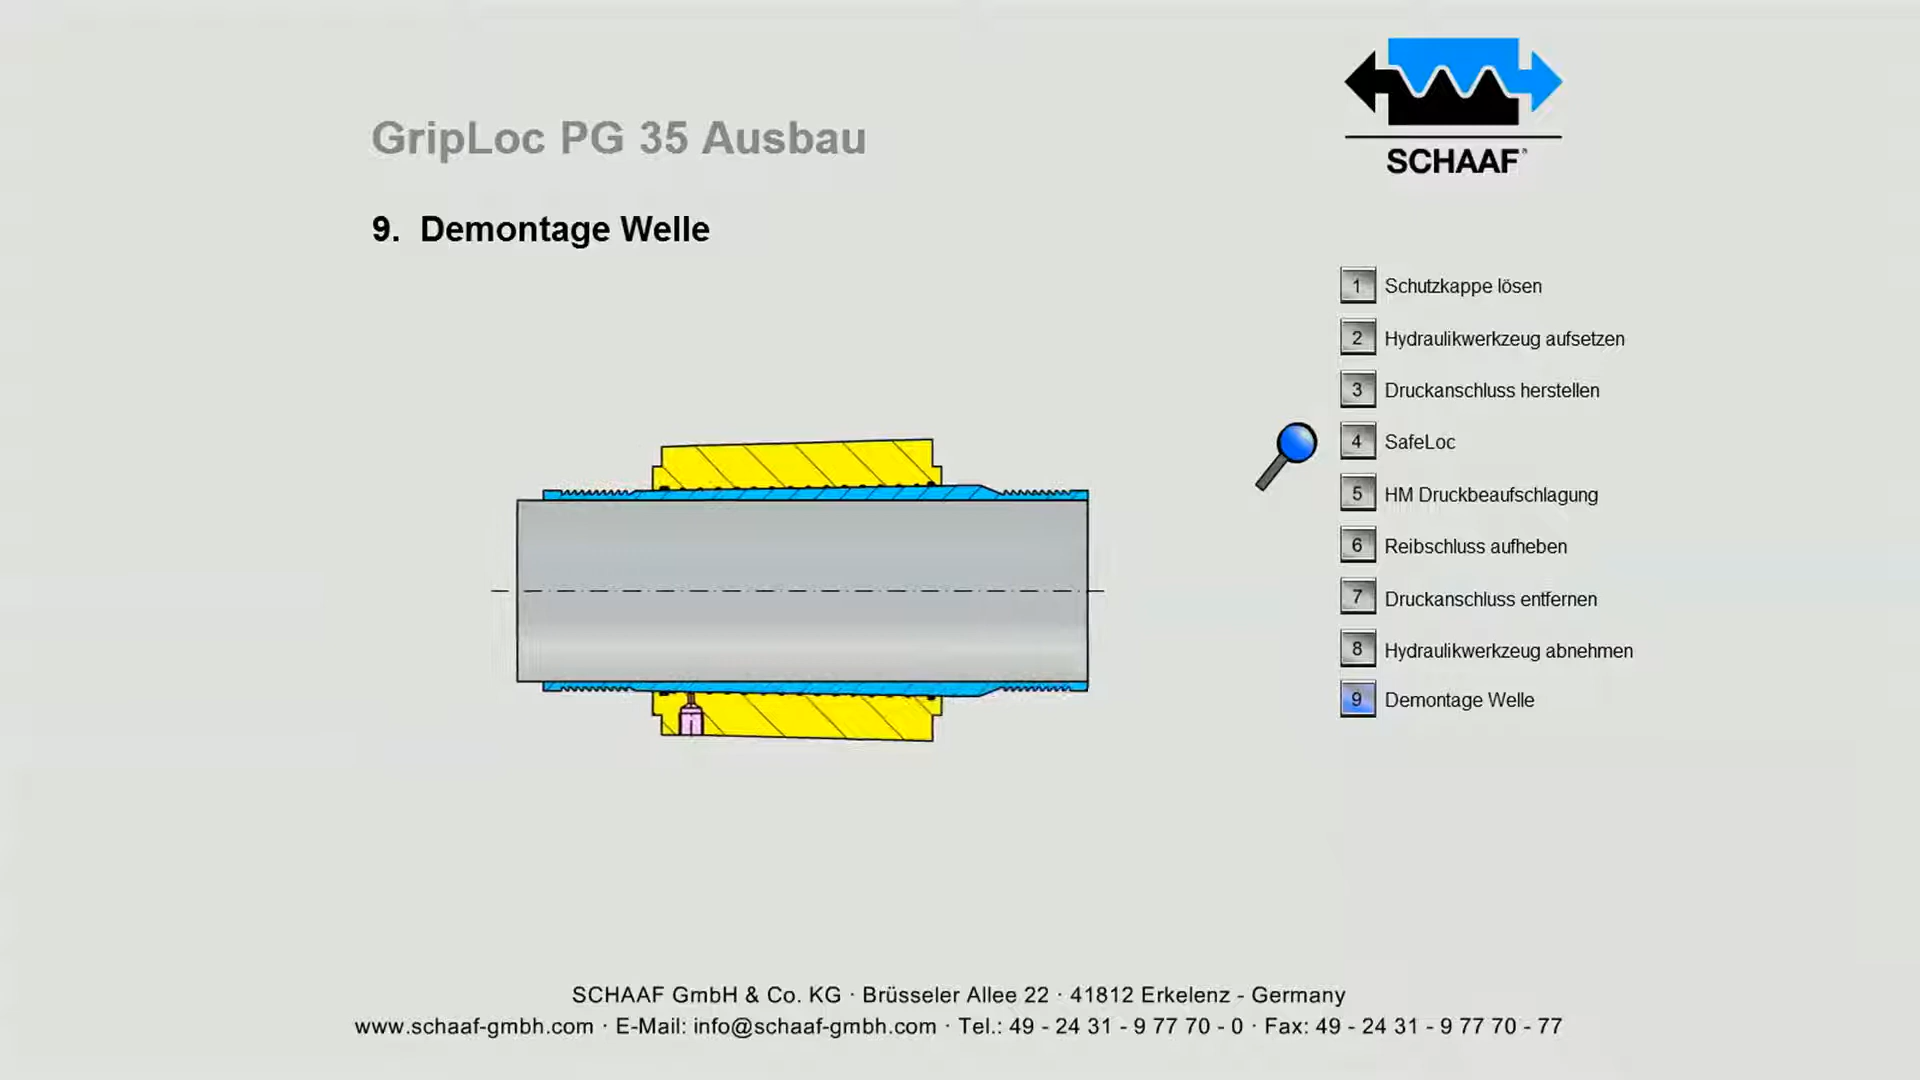 GripLoc PG 35 Ausbau
SCHAAF
9. Demontage Welle
1 Schutzkappe lösen
2 Hydraulikwerkzeug aufsetzen
3 Druckanschluss herstellen
4 SafeLoc
5 HM Druckbeaufschlagung
6 Reibschluss aufheben
7 Druckanschluss entfernen
8 Hydraulikwerkzeug abnehmen
9 Demontage Welle
SCHAAF GmbH & Co. KG · Brüsseler Allee 22 · 41812 Erkelenz - Germany
www.schaaf-gmbh.com · E-Mail: info@schaaf-gmbh.com · Tel.: 49 - 24 31 - 9 77 70 - 0 · Fax: 49 - 24 31 - 9 77 70 - 77